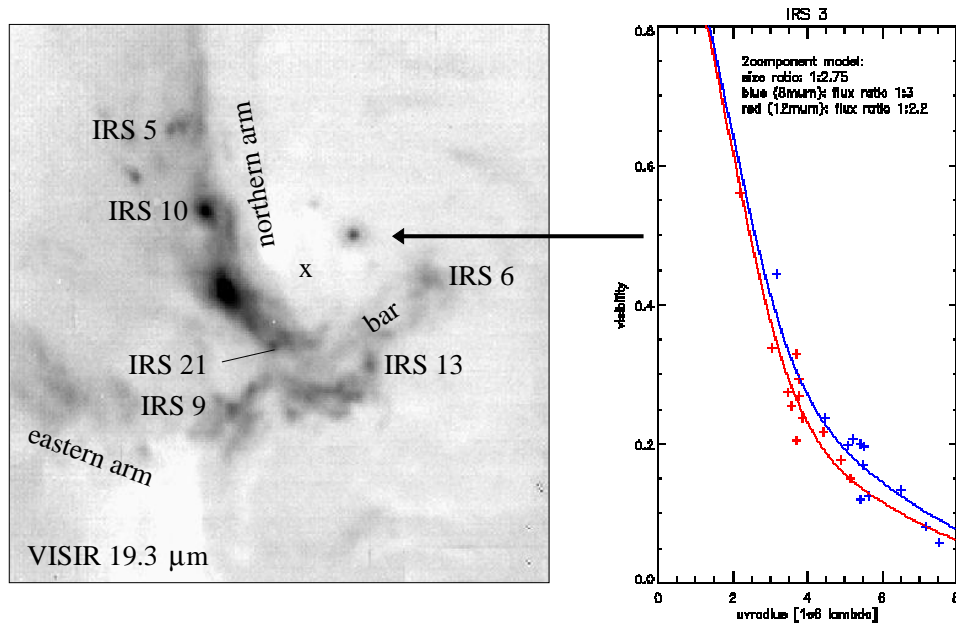 IRS 5
northern arm
IRS 10
x
IRS 6
bar
IRS 21
IRS 13
IRS 9
eastern arm
VISIR 19.3 µm
IRS 3
2component model:
size ratio: 1:2.75
blue (8mum): flux ratio 1:3
red (12mum): flux ratio 1:2.2
visibility
0.8
0.6
0.4
0.2
0.0
0 2 4 6 8
uvradius [1e6 lambda]